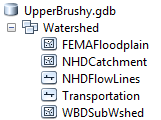 UpperBrushy.gdb
Watershed
FEMAFloodplain
NHDCatchment
NHDFlowLines
Transportation
WBDSubWshed